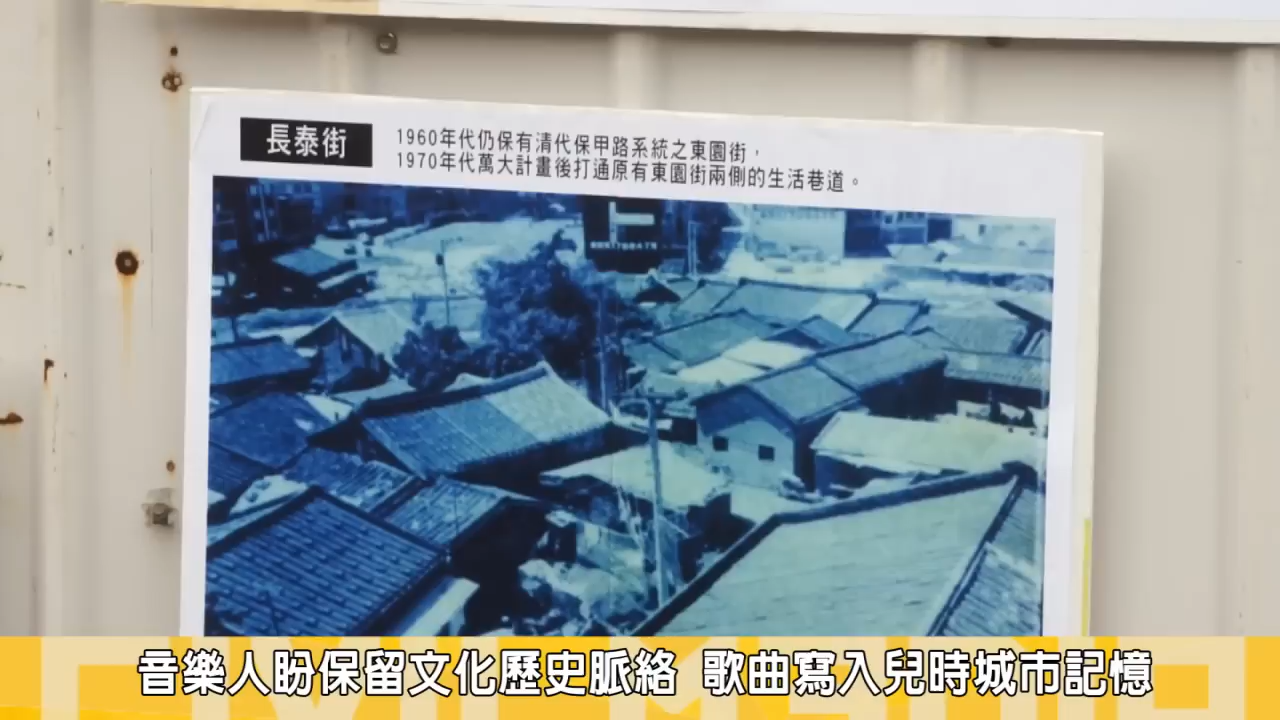 長泰街
1960年代仍保有清代保甲路系統之東園街，
1970年代萬大計畫後打通原有東園街兩側的生活巷道。
音樂人盼保留文化歷史脈絡 歌曲寫入兒時城市記憶